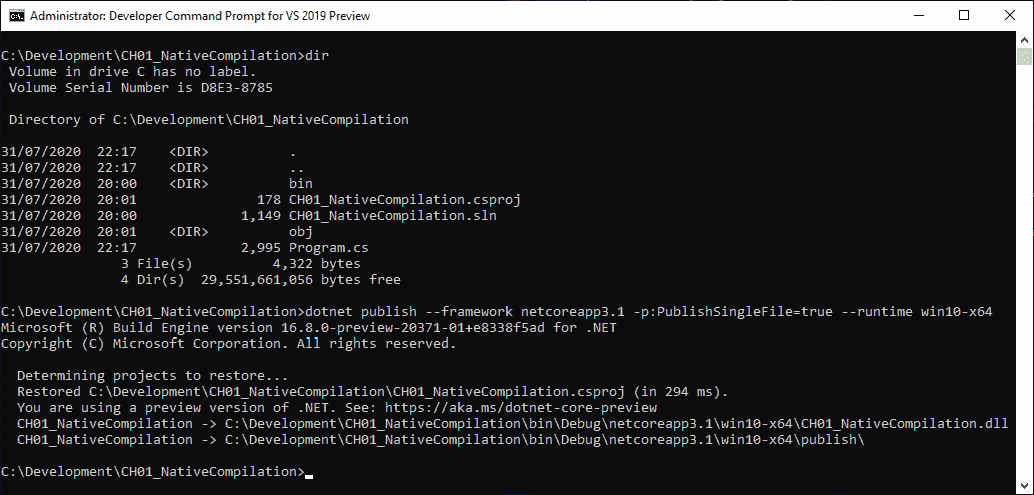 Administrator: Developer Command Prompt for VS 2019 Preview
C:\Development\CH01_NativeCompilation>dir
 Volume in drive C has no label.
 Volume Serial Number is D8E3-8785

 Directory of C:\Development\CH01_NativeCompilation

31/07/2020  22:17    <DIR>          .
31/07/2020  22:17    <DIR>          ..
31/07/2020  20:00    <DIR>          bin
31/07/2020  20:01               178 CH01_NativeCompilation.csproj
31/07/2020  20:00             1,149 CH01_NativeCompilation.sln
31/07/2020  20:01    <DIR>          obj
31/07/2020  22:17             2,995 Program.cs
               3 File(s)          4,322 bytes
               4 Dir(s)  29,551,661,056 bytes free

C:\Development\CH01_NativeCompilation>dotnet publish --framework netcoreapp3.1 -p:PublishSingleFile=true --runtime win10-x64
Microsoft (R) Build Engine version 16.8.0-preview-20371-01+e8338f5ad for .NET
Copyright (C) Microsoft Corporation. All rights reserved.

  Determining projects to restore...
  Restored C:\Development\CH01_NativeCompilation\CH01_NativeCompilation.csproj (in 294 ms).
  You are using a preview version of .NET. See: https://aka.ms/dotnet-core-preview
  CH01_NativeCompilation -> C:\Development\CH01_NativeCompilation\bin\Debug\netcoreapp3.1\win10-x64\CH01_NativeCompilation.dll
  CH01_NativeCompilation -> C:\Development\CH01_NativeCompilation\bin\Debug\netcoreapp3.1\win10-x64\publish\

C:\Development\CH01_NativeCompilation>